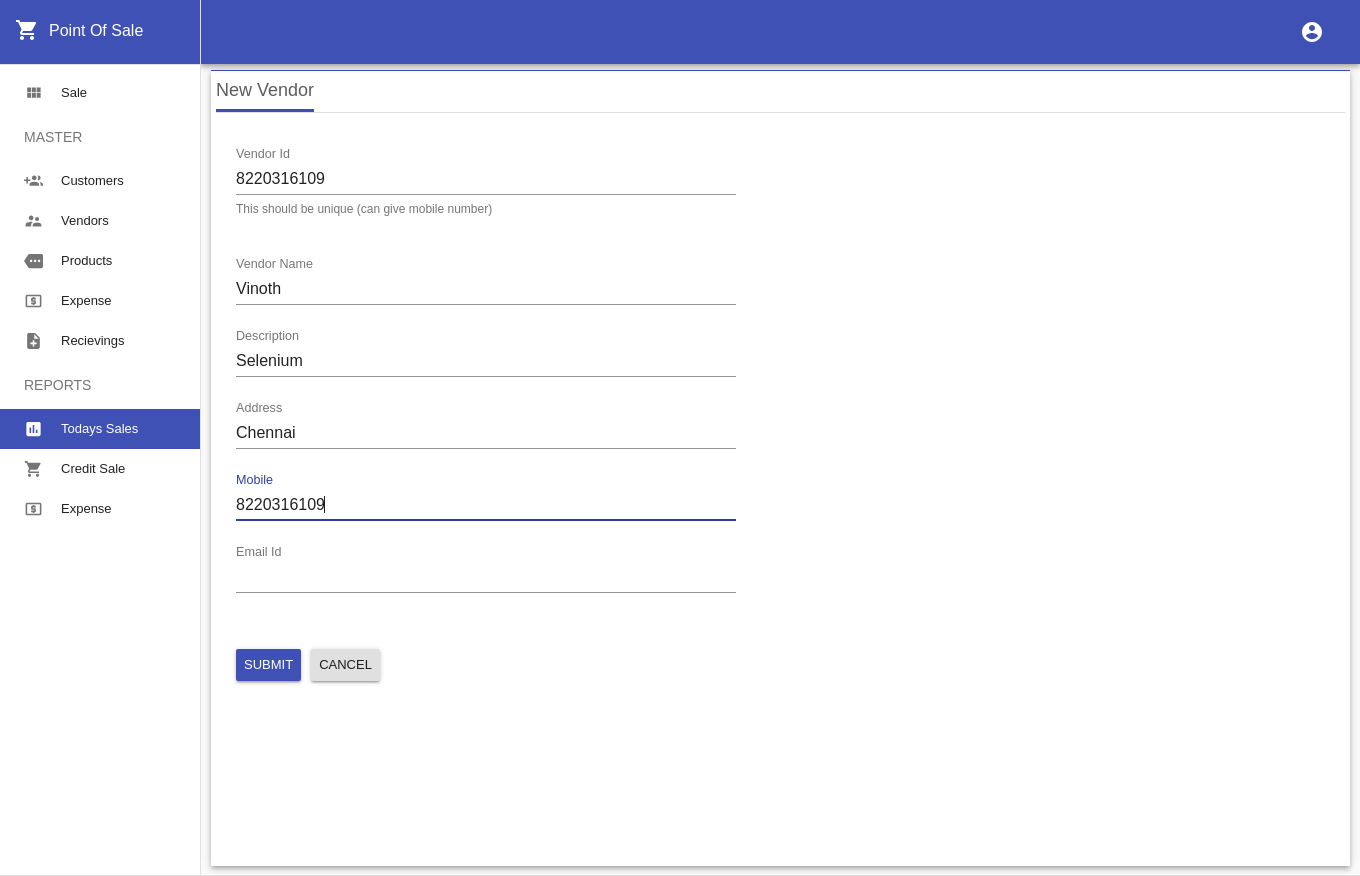 Point Of Sale
Sale
MASTER
Customers
Vendors
Products
Expense
Recievings
REPORTS
Todays Sales
Credit Sale
Expense
New Vendor
Vendor Id
8220316109
This should be unique (can give mobile number)
Vendor Name
Vinoth
Description
Selenium
Address
Chennai
Mobile
8220316109
Email Id
SUBMIT CANCEL